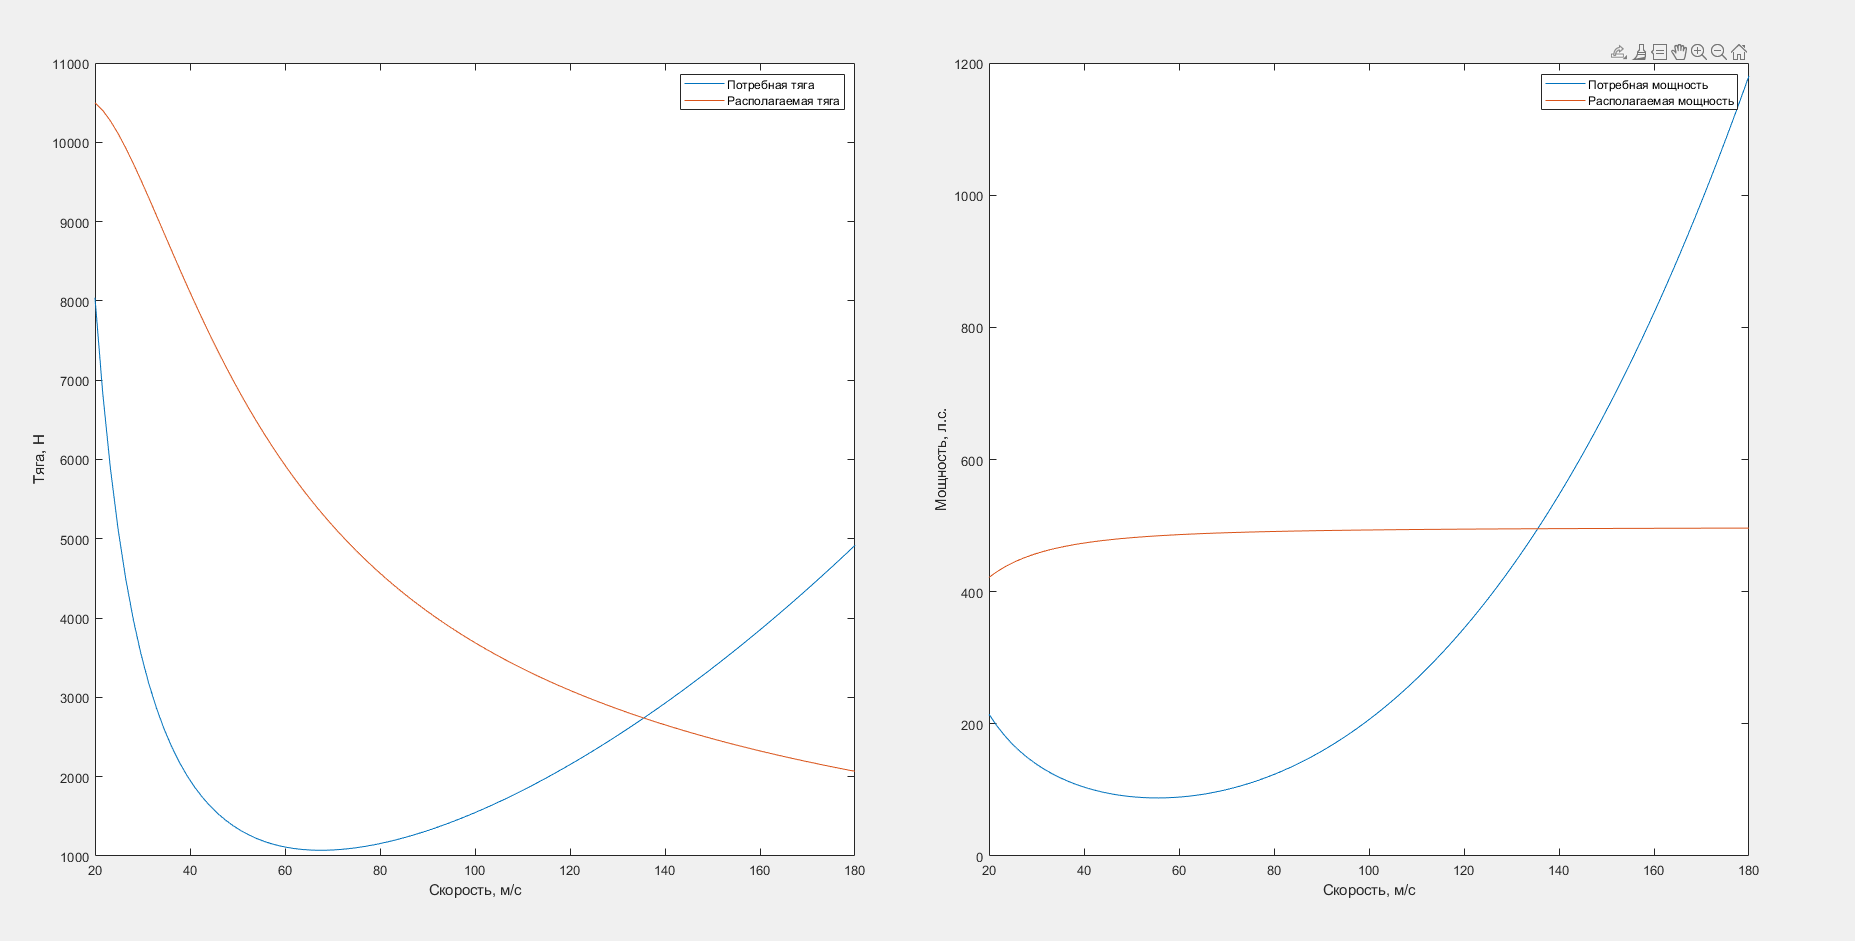 11000
10000
9000
8000
7000
6000
5000
4000
3000
2000
1000
20 40 60 80 100 120 140 160 180
Тяга, Н
Скорость, м/с
Потребная тяга
Располагаемая тяга
1200
1000
800
600
400
200
0
20 40 60 80 100 120 140 160 180
Мощность, л.с.
Скорость, м/с
Потребная мощность
Располагаемая мощность